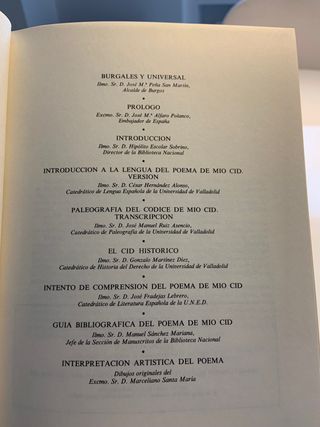 BURGALES Y UNIVERSAL
Ilmo. Sr. D. José M.ª Peña San Martín,
Alcalde de Burgos
PROLOGO
Excmo. Sr. D. José M.ª Alfaro Polanco,
Embajador de España
INTRODUCCION
Ilmo. Sr. D. Hipólito Escolar Sobrino,
Director de la Biblioteca Nacional
INTRODUCCION A LA LENGUA DEL POEMA DE MIO CID.
VERSION
Ilmo. Sr. D. César Hernández Alonso,
Catedrático de Lengua Española de la Universidad de Valladolid
PALEOGRAFIA DEL CODICE DE MIO CID.
TRANSCRIPCION
Ilmo. Sr. D. José Manuel Ruiz Asencio,
Catedrático de Paleografía de la Universidad de Valladolid
EL CID HISTORICO
Ilmo. Sr. D. Gonzalo Martínez Díez,
Catedrático de Historia del Derecho de la Universidad de Valladolid
INTENTO DE COMPRENSION DEL POEMA DE MIO CID
Ilmo. Sr. D. José Fradejas Lebrero,
Catedrático de Literatura Española de la U.N.E.D.
GUIA BIBLIOGRAFICA DEL POEMA DE MIO CID
Ilmo. Sr. D. Manuel Sánchez Mariana,
Jefe de la Sección de Manuscritos de la Biblioteca Nacional
INTERPRETACION ARTISTICA DEL POEMA
Dibujos originales del
Excmo. Sr. D. Marceliano Santa María